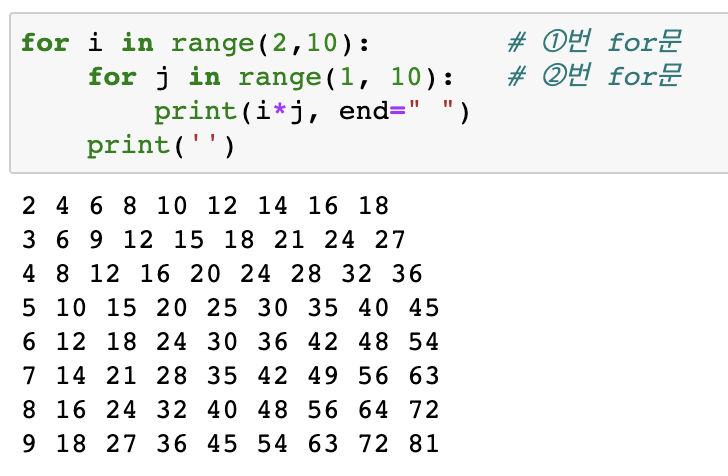 for i in range(2,10):        # ①번 for문
    for j in range(1, 10):   # ②번 for문
        print(i*j, end=" ")
    print('')
2 4 6 8 10 12 14 16 18
3 6 9 12 15 18 21 24 27
4 8 12 16 20 24 28 32 36
5 10 15 20 25 30 35 40 45
6 12 18 24 30 36 42 48 54
7 14 21 28 35 42 49 56 63
8 16 24 32 40 48 56 64 72
9 18 27 36 45 54 63 72 81